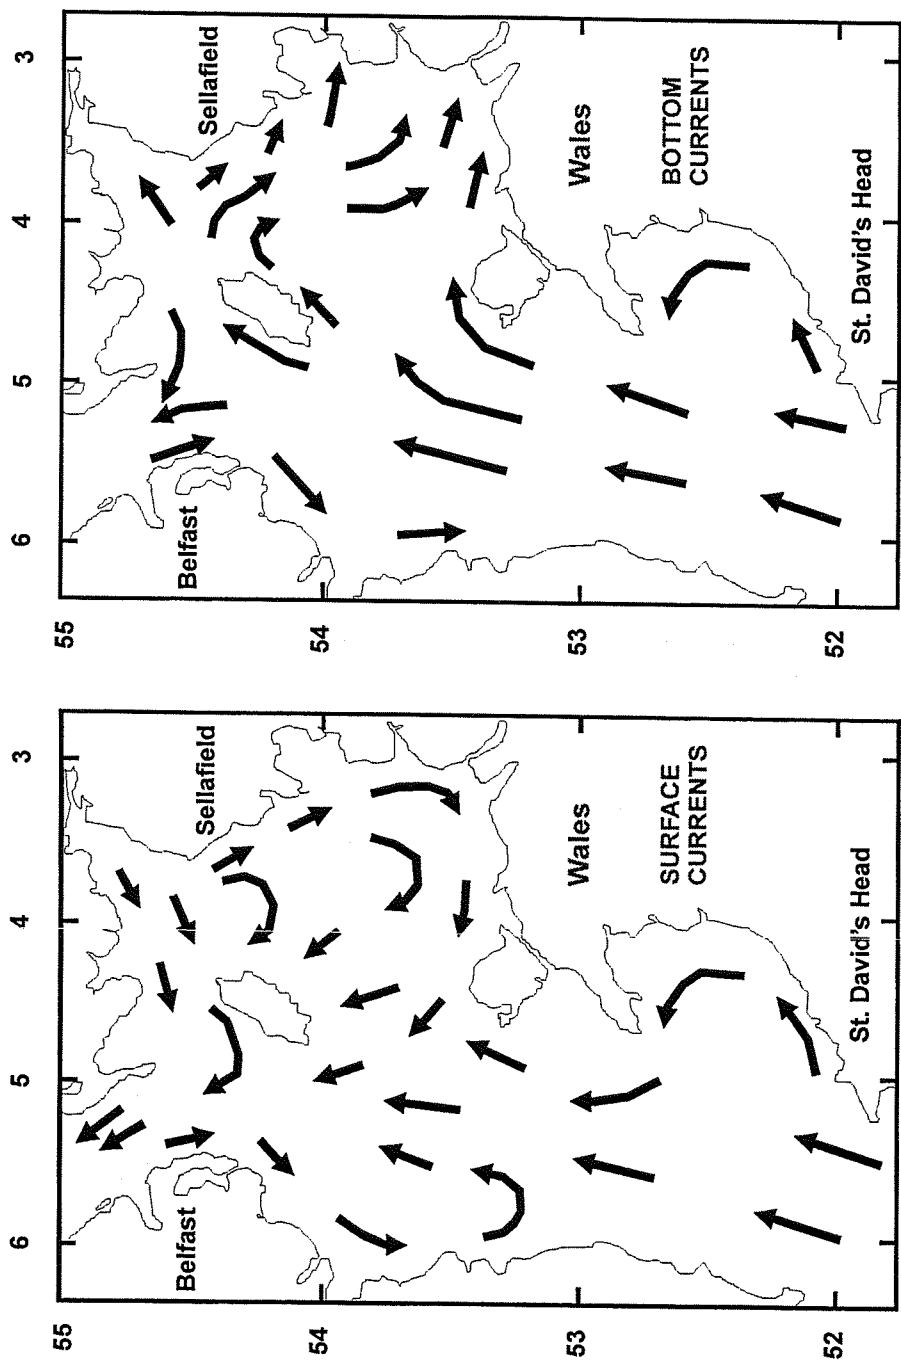 6 5 4 3
55
Belfast
Sellafield
54
53
Wales
SURFACE
CURRENTS
St. David's Head
52
6 5 4 3
55
Belfast
Sellafield
54
53
Wales
BOTTOM
CURRENTS
St. David's Head
52